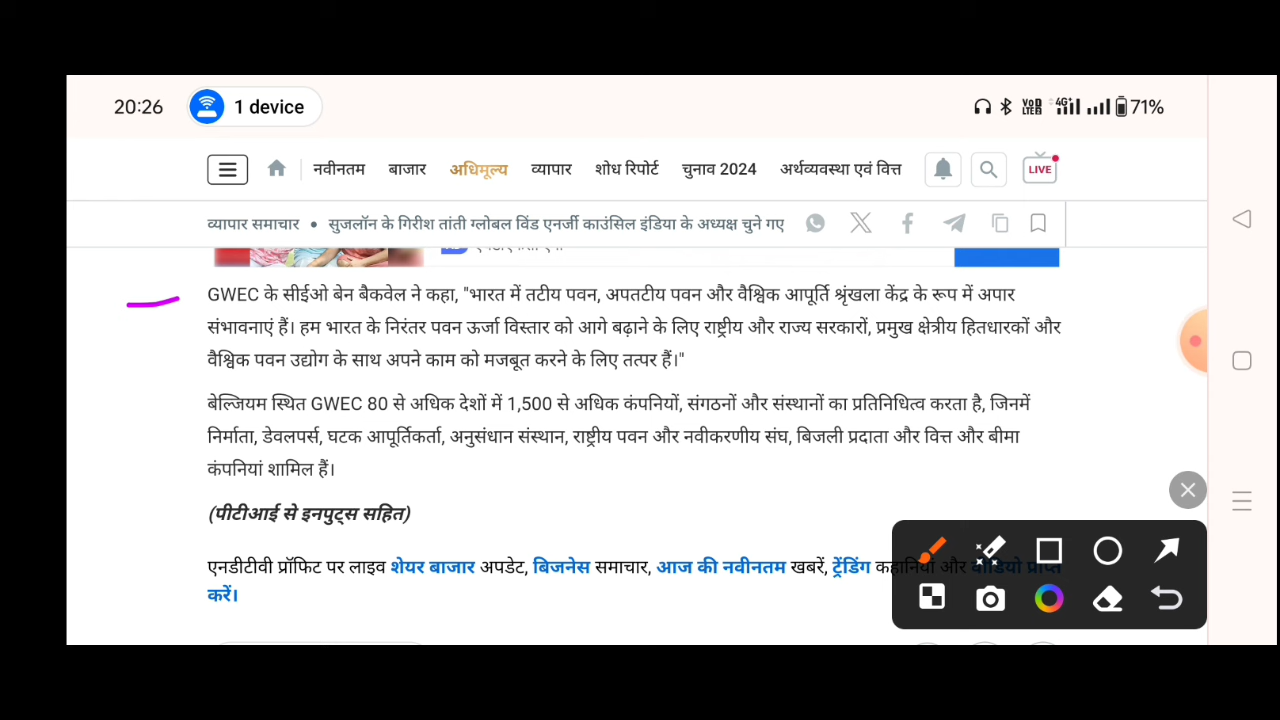 20:26 1 device VoD LTEB 4G+ 71%
नवीनतम बाजार अधिमूल्य व्यापार शोध रिपोर्ट चुनाव 2024 अर्थव्यवस्था एवं वित्त LIVE
व्यापार समाचार • सुजलॉन के गिरीश तांती ग्लोबल विंड एनर्जी काउंसिल इंडिया के अध्यक्ष चुने गए
GWEC के सीईओ बेन बैकवेल ने कहा, "भारत में तटीय पवन, अपतटीय पवन और वैश्विक आपूर्ति श्रृंखला केंद्र के रूप में अपार
संभावनाएं हैं। हम भारत के निरंतर पवन ऊर्जा विस्तार को आगे बढ़ाने के लिए राष्ट्रीय और राज्य सरकारों, प्रमुख क्षेत्रीय हितधारकों और
वैश्विक पवन उद्योग के साथ अपने काम को मजबूत करने के लिए तत्पर हैं।"
बेल्जियम स्थित GWEC 80 से अधिक देशों में 1,500 से अधिक कंपनियों, संगठनों और संस्थानों का प्रतिनिधित्व करता है, जिनमें
निर्माता, डेवलपर्स, घटक आपूर्तिकर्ता, अनुसंधान संस्थान, राष्ट्रीय पवन और नवीकरणीय संघ, बिजली प्रदाता और वित्त और बीमा
कंपनियां शामिल हैं।
(पीटीआई से इनपुट्स सहित)
एनडीटीवी प्रॉफिट पर लाइव शेयर बाजार अपडेट, बिजनेस समाचार, आज की नवीनतम खबरें, ट्रेंडिंग कहानियां और वीडियो प्राप्त
करें।